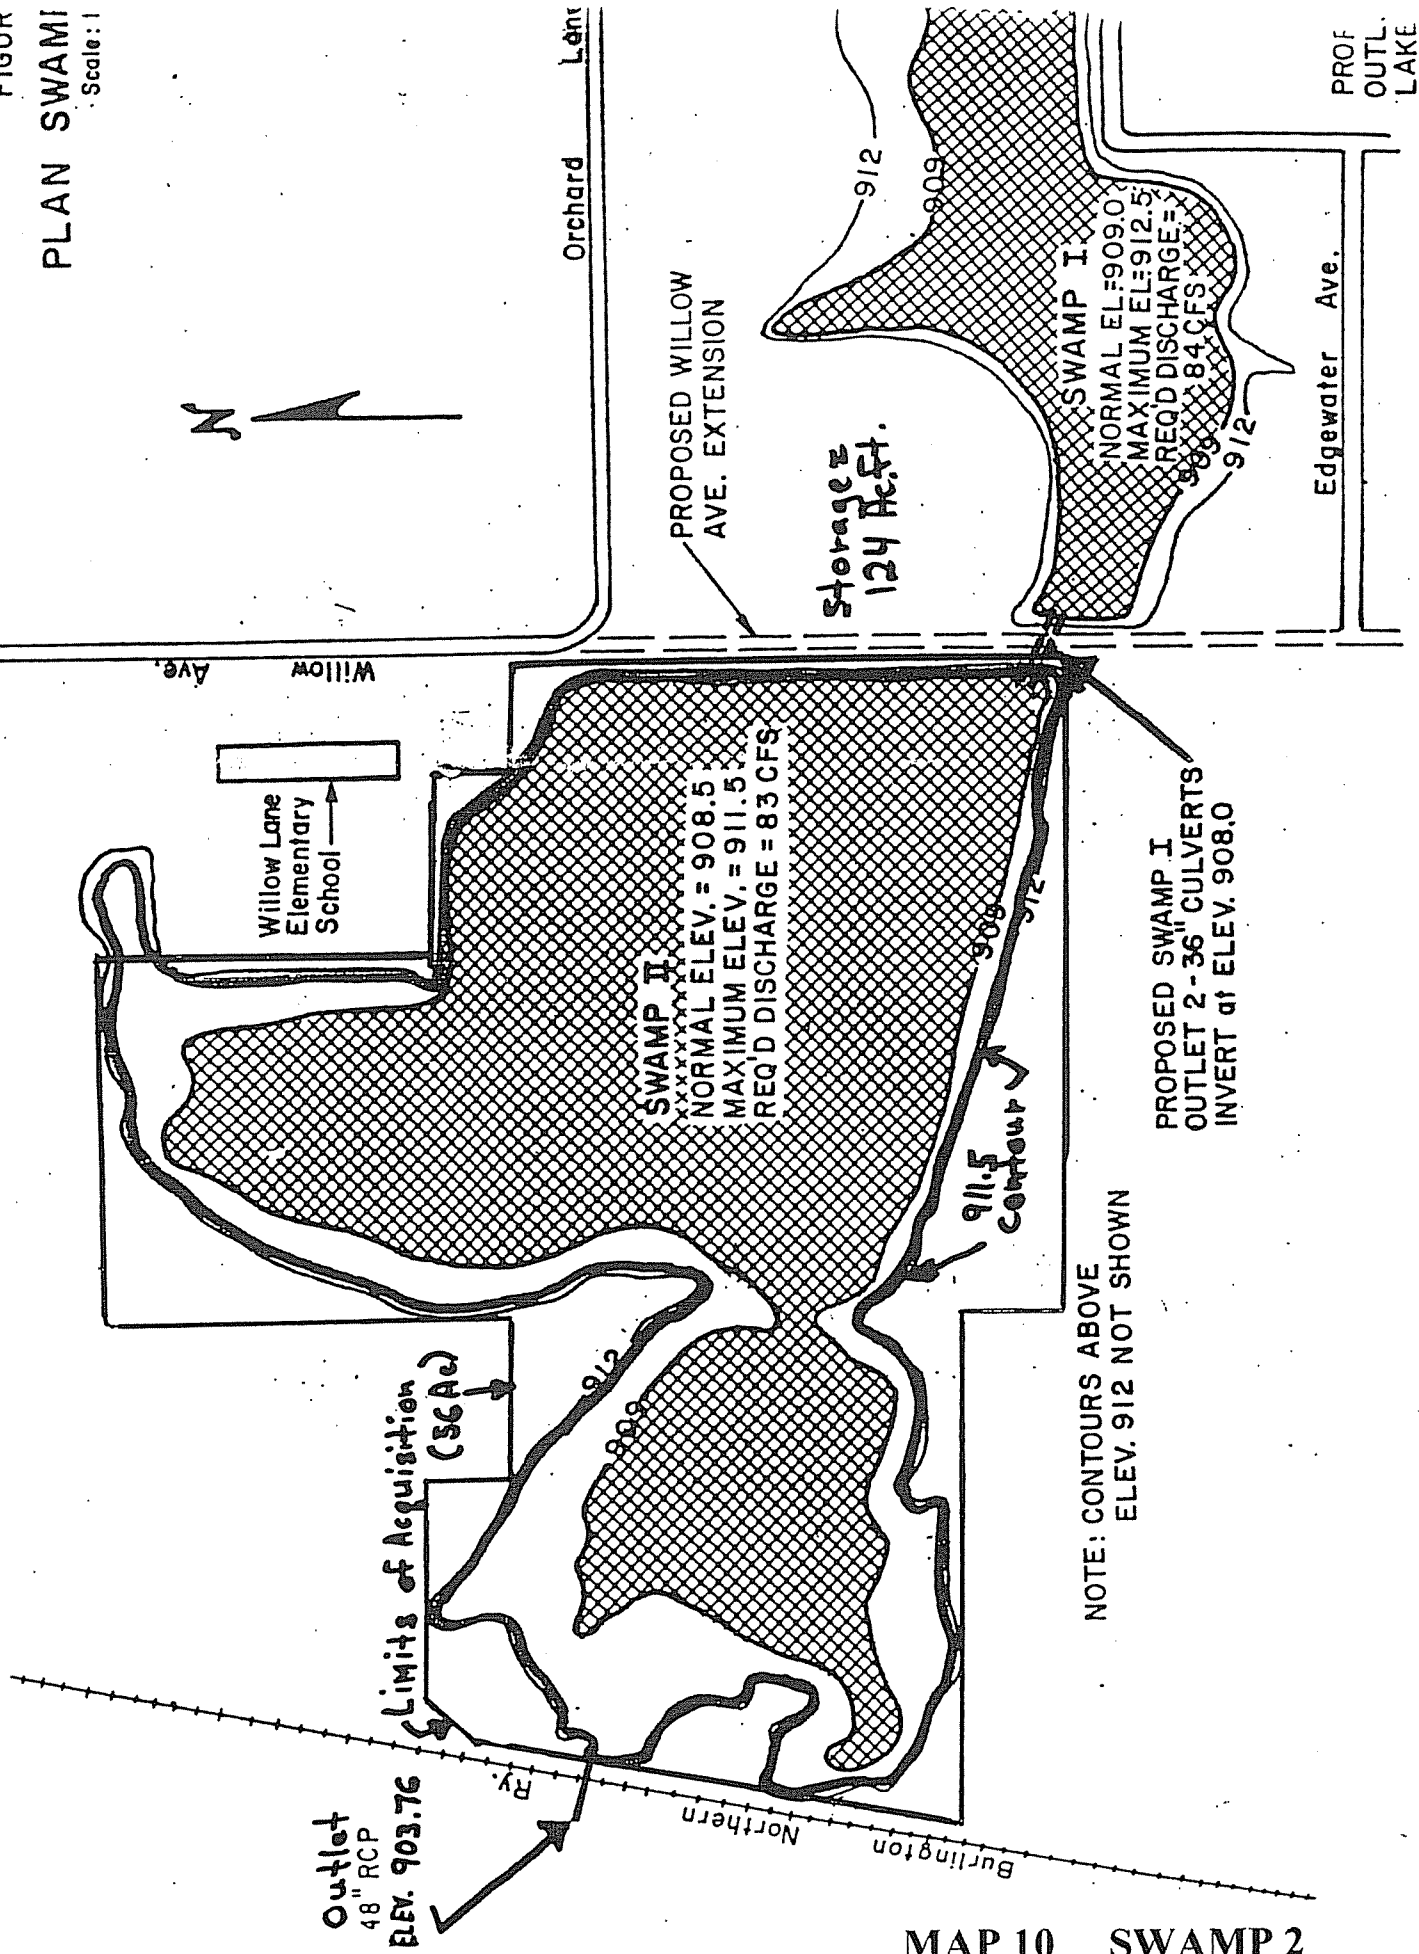 FIGUR
PLAN SWAMI
Scale: 1
N
Orchard Lane
Willow Ave.
Willow Lane
Elementary
School
PROPOSED WILLOW
AVE. EXTENSION
Storage =
124 Ac.Ft.
912
909
SWAMP I
NORMAL EL.=909.0
MAXIMUM EL.=912.5
REQ'D DISCHARGE =
84 CFS
909
912
Edgewater Ave.
PROF
OUTL.
LAKE
SWAMP II
NORMAL ELEV. = 908.5
MAXIMUM ELEV. = 911.5
REQ'D DISCHARGE = 83 CFS
909
912
911.5
contour
PROPOSED SWAMP I
OUTLET 2-36" CULVERTS
INVERT at ELEV. 908.0
NOTE: CONTOURS ABOVE
ELEV. 912 NOT SHOWN
912
909
Limits of Acquisition
(56 Ac)
Outlet
48" RCP
ELEV. 903.76
Burlington Northern Ry.
MAP 10 SWAMP 2